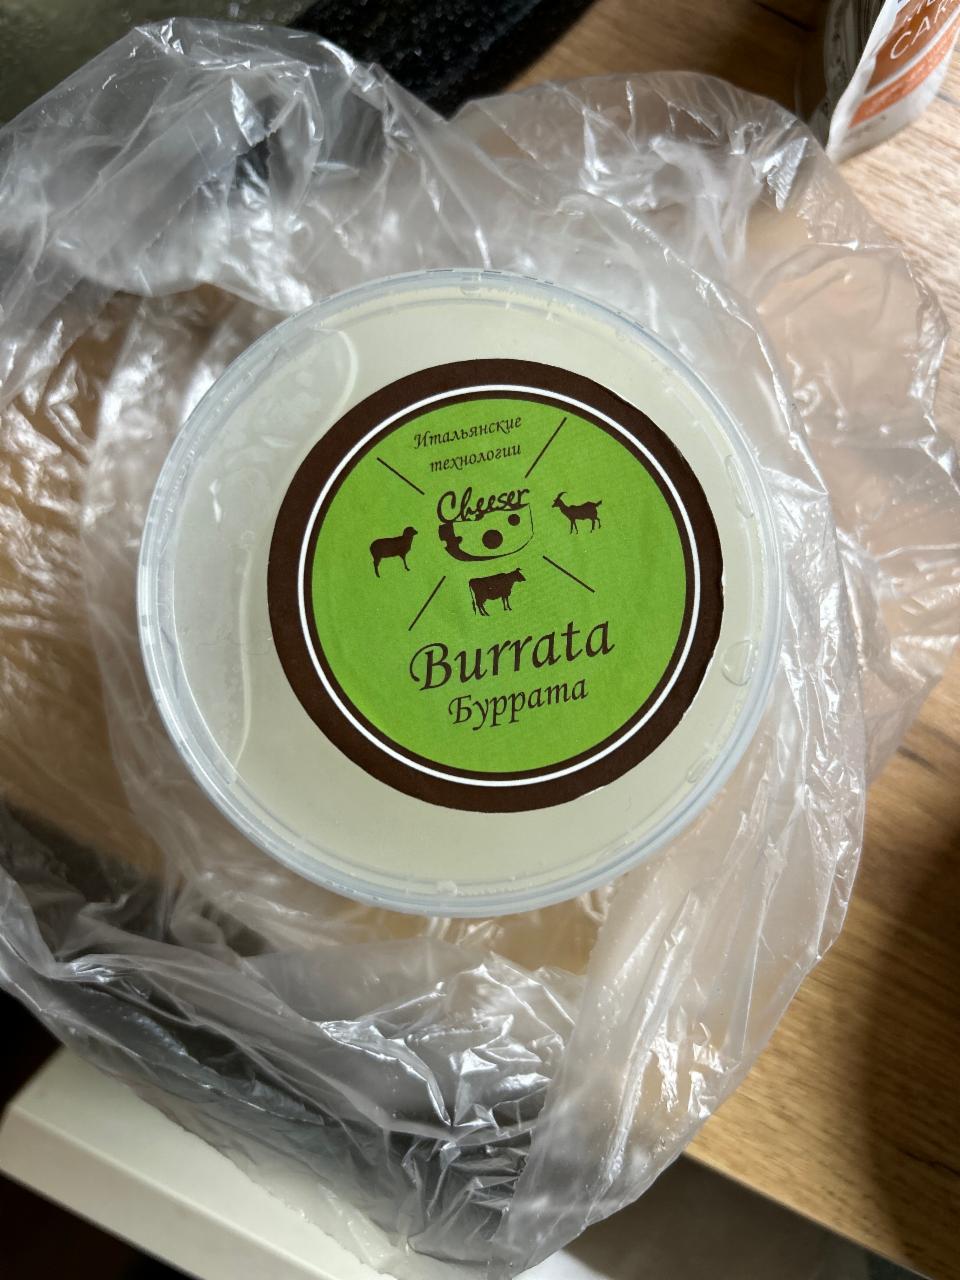 Итальянские
технологии
Cheeser
Burrata
Буррата